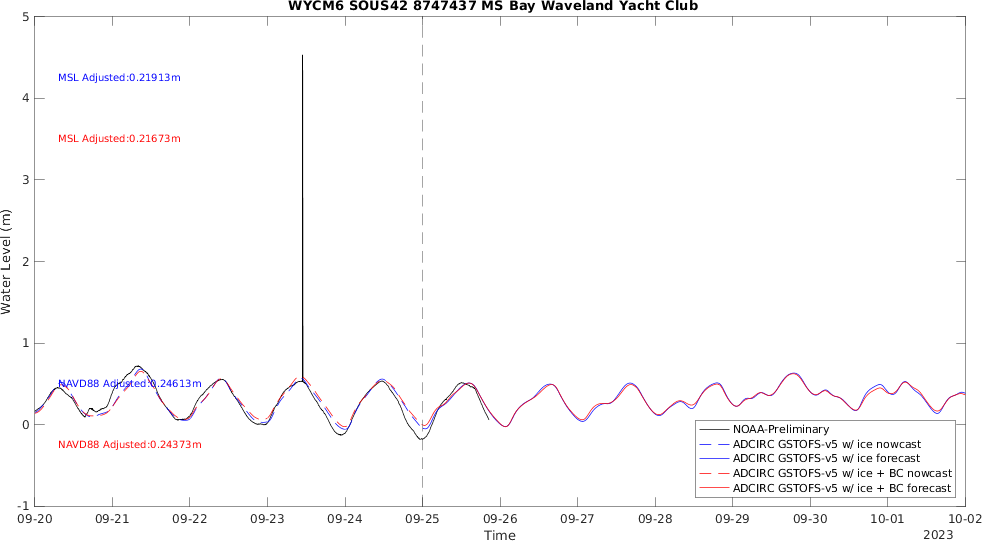 WYCM6 SOUS42 8747437 MS Bay Waveland Yacht Club
5
MSL Adjusted:0.21913m
4
MSL Adjusted:0.21673m
3
2
1
NAVD88 Adjusted:0.24613m
0
NAVD88 Adjusted:0.24373m
-1
Water Level (m)
NOAA-Preliminary
ADCIRC GSTOFS-v5 w/ ice nowcast
ADCIRC GSTOFS-v5 w/ ice forecast
ADCIRC GSTOFS-v5 w/ ice + BC nowcast
ADCIRC GSTOFS-v5 w/ ice + BC forecast
09-20 09-21 09-22 09-23 09-24 09-25 09-26 09-27 09-28 09-29 09-30 10-01 10-02
Time
2023